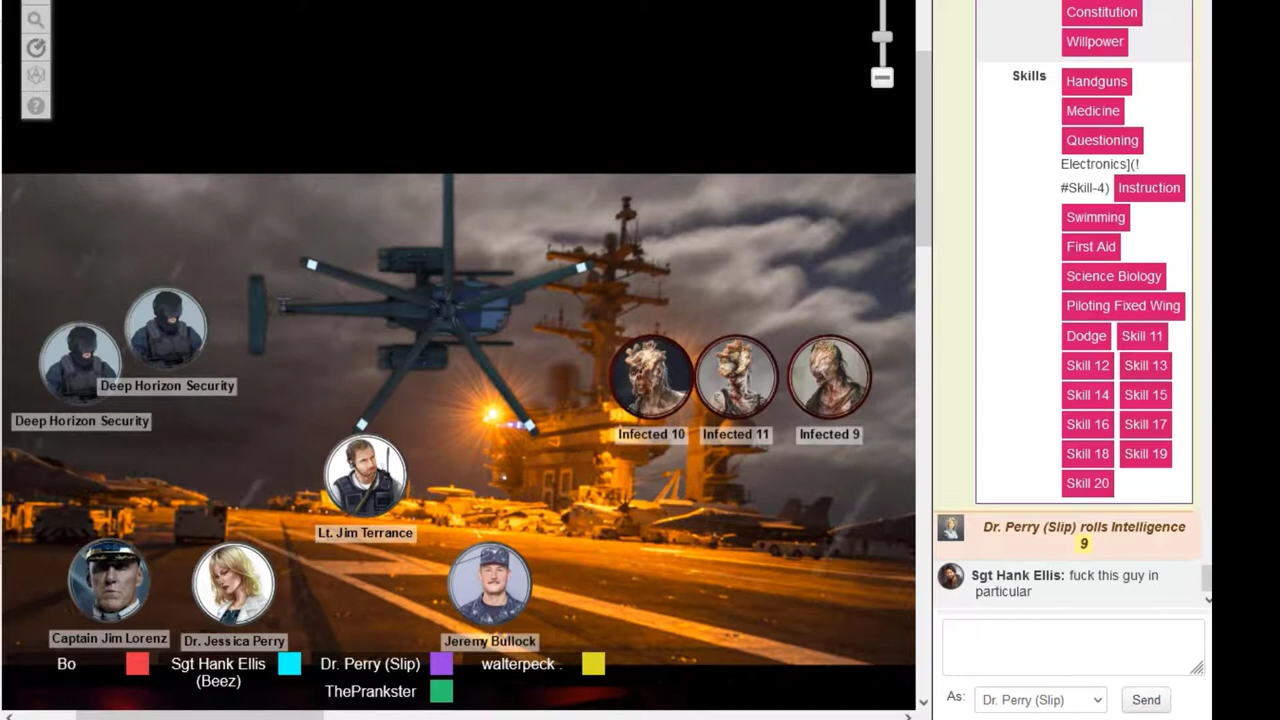 Constitution
Willpower
Skills
Handguns
Medicine
Questioning
Electronics](!
#Skill-4) Instruction
Swimming
First Aid
Science Biology
Piloting Fixed Wing
Dodge Skill 11
Skill 12 Skill 13
Skill 14 Skill 15
Skill 16 Skill 17
Skill 18 Skill 19
Skill 20
Dr. Perry (Slip) rolls Intelligence
9
Sgt Hank Ellis: fuck this guy in
particular
As: Dr. Perry (Slip) Send
Deep Horizon Security
Deep Horizon Security
Infected 10
Infected 11
Infected 9
Lt. Jim Terrance
Captain Jim Lorenz
Dr. Jessica Perry
Jeremy Bullock
Bo
Sgt Hank Ellis
(Beez)
Dr. Perry (Slip)
walterpeck .
ThePrankster
?